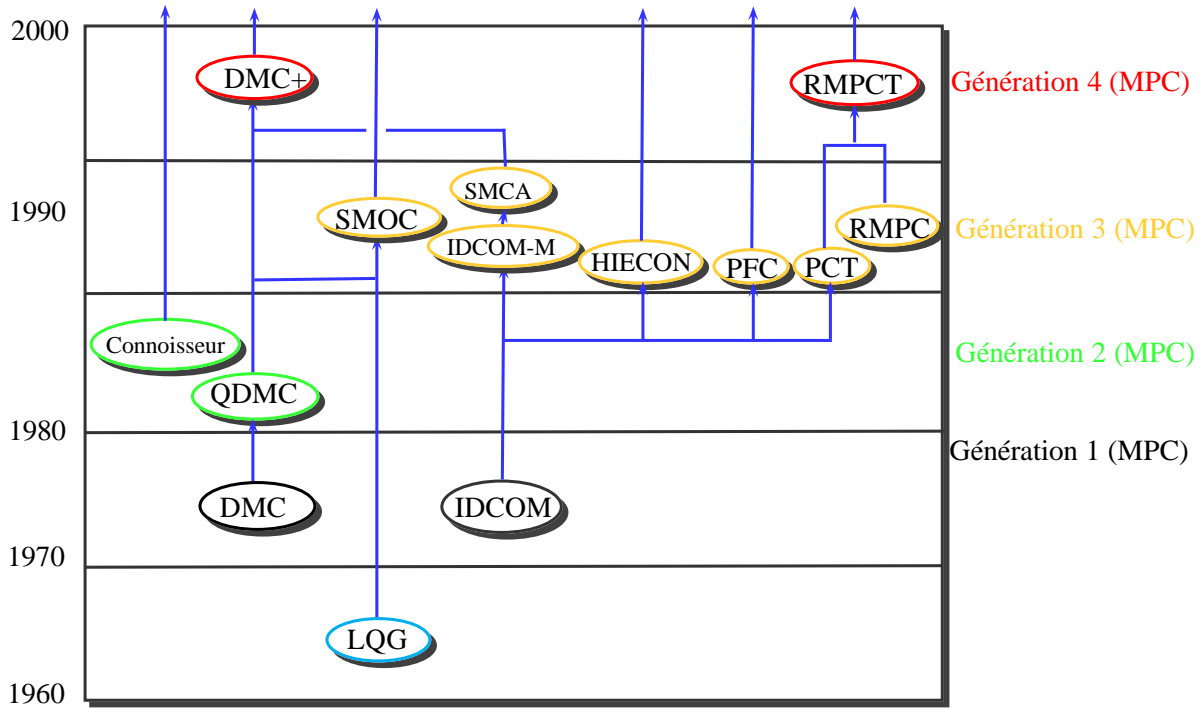 2000
DMC+
RMPCT
Génération 4 (MPC)
SMCA
1990
SMOC
RMPC
Génération 3 (MPC)
IDCOM-M
HIECON
PFC
PCT
Connoisseur
Génération 2 (MPC)
QDMC
1980
Génération 1 (MPC)
DMC
IDCOM
1970
LQG
1960